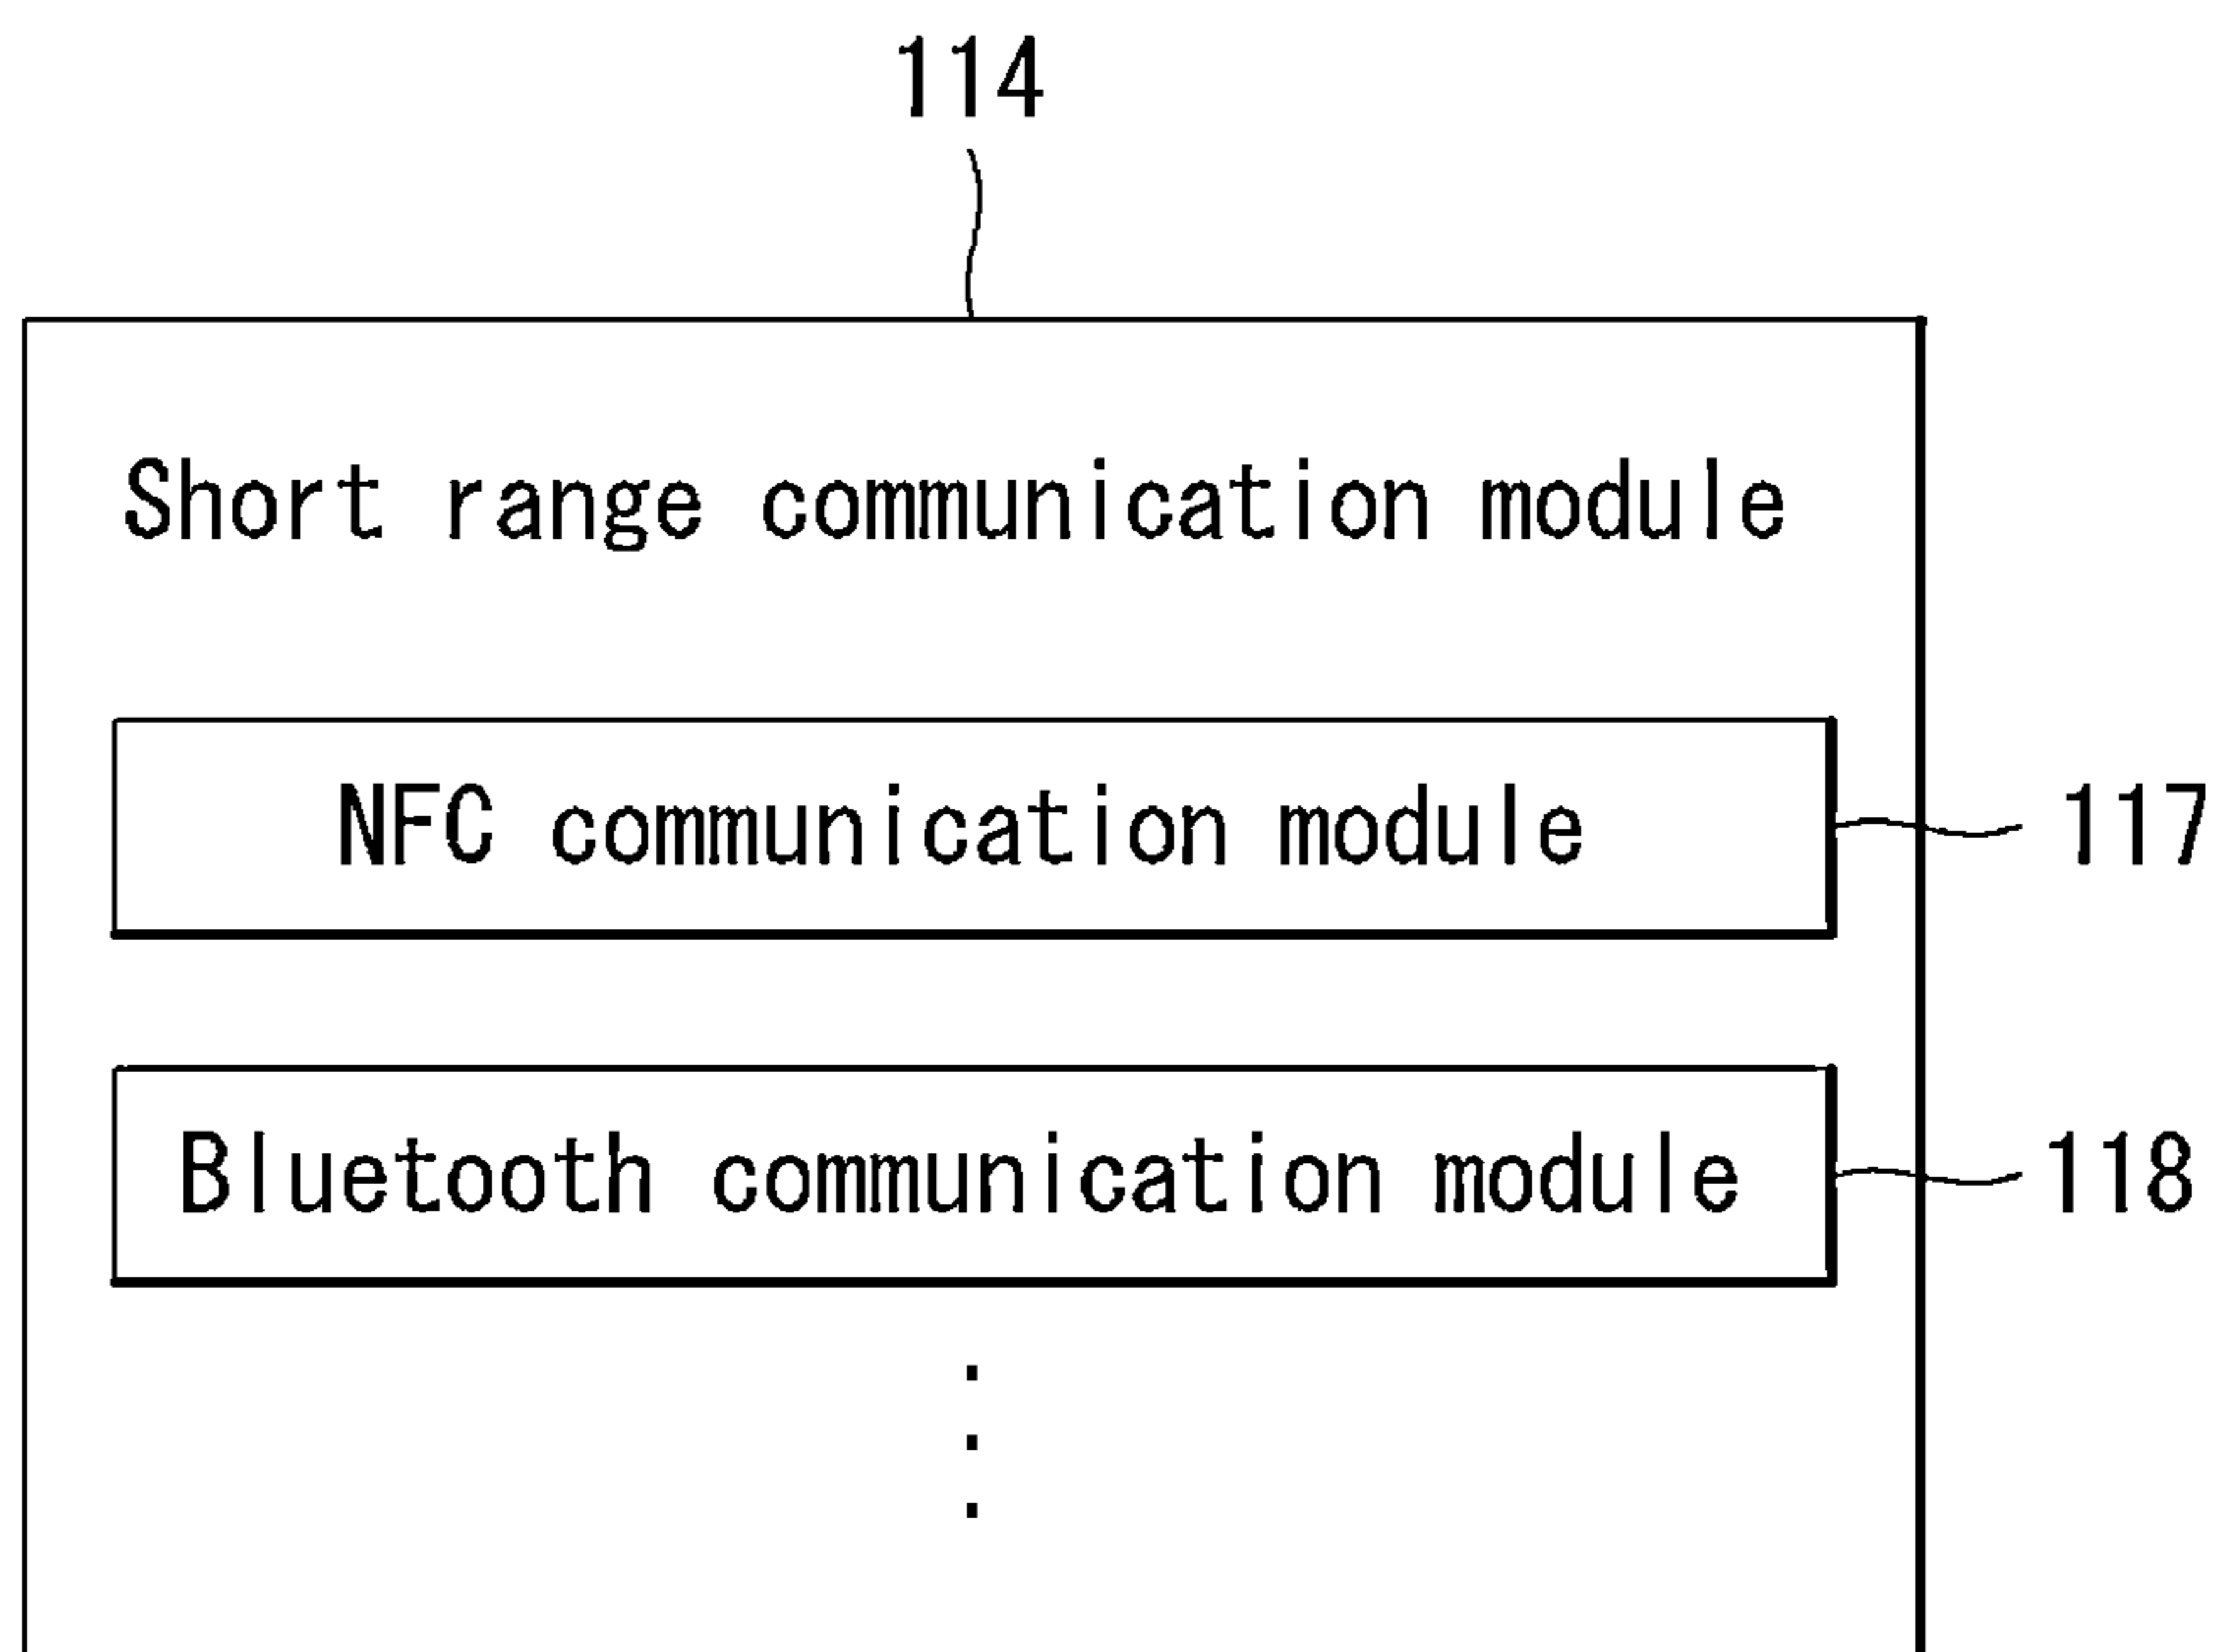 114
Short range communication module
NFC communication module 117
Bluetooth communication module 118